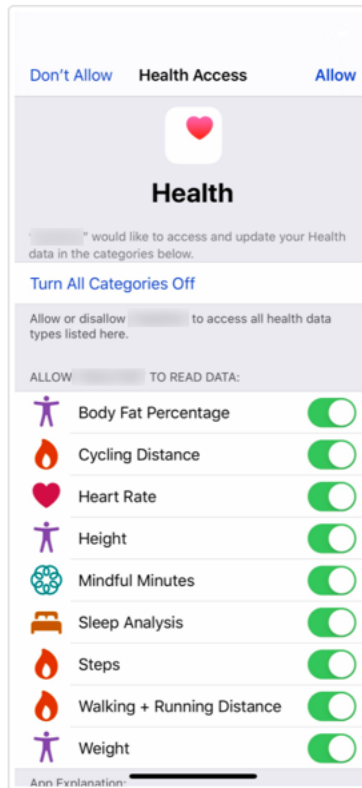 Don't Allow Health Access Allow
Health
" would like to access and update your Health
data in the categories below.
Turn All Categories Off
Allow or disallow to access all health data
types listed here.
ALLOW TO READ DATA:
Body Fat Percentage
Cycling Distance
Heart Rate
Height
Mindful Minutes
Sleep Analysis
Steps
Walking + Running Distance
Weight
App Explanation: